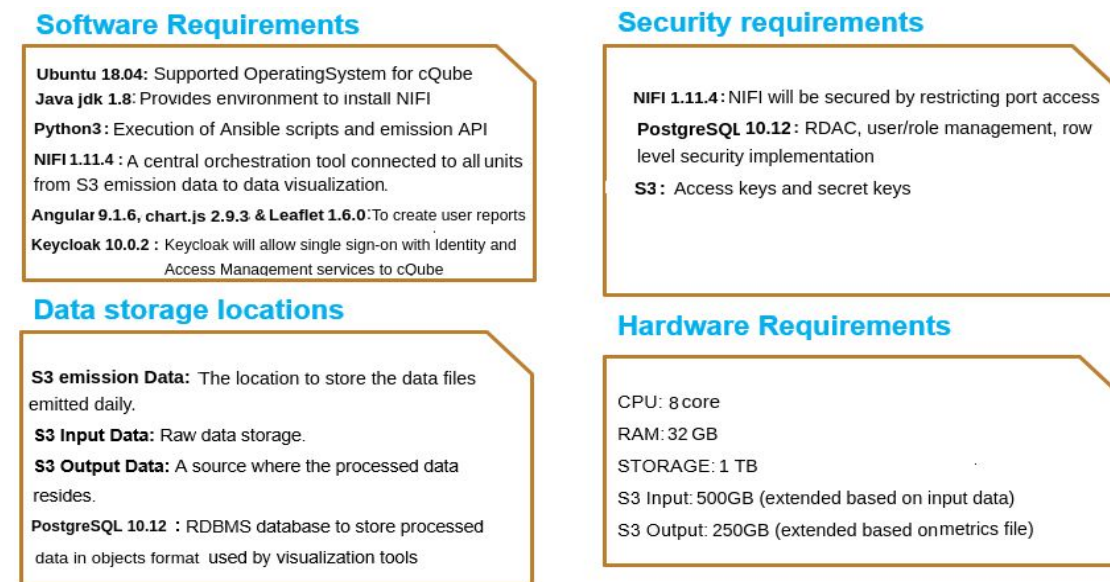 Software Requirements
Ubuntu 18.04: Supported OperatingSystem for cQube
Java jdk 1.8: Provides environment to install NIFI
Python3 : Execution of Ansible scripts and emission API
NIFI 1.11.4 : A central orchestration tool connected to all units
from S3 emission data to data visualization.
Angular 9.1.6, chart.js 2.9.3 & Leaflet 1.6.0:To create user reports
Keycloak 10.0.2 : Keycloak will allow single sign-on with Identity and
Access Management services to cQube
Data storage locations
S3 emission Data: The location to store the data files
emitted daily.
S3 Input Data: Raw data storage.
S3 Output Data: A source where the processed data
resides.
PostgreSQL 10.12 : RDBMS database to store processed
data in objects format used by visualization tools
Security requirements
NIFI 1.11.4 : NIFI will be secured by restricting port access
PostgreSQL 10.12 : RDAC, user/role management, row
level security implementation
S3 : Access keys and secret keys
Hardware Requirements
CPU: 8 core
RAM: 32 GB
STORAGE: 1 TB
S3 Input: 500GB (extended based on input data)
S3 Output: 250GB (extended based on metrics file)